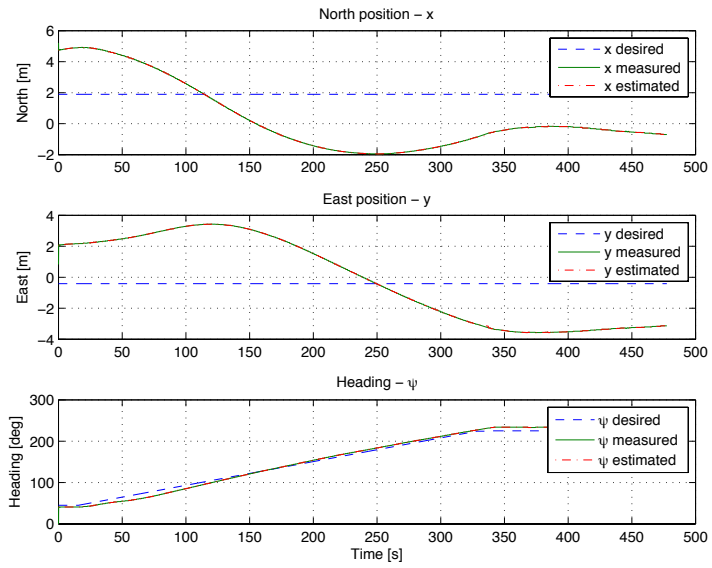 North position − x
6
4
2
0
−2
North [m]
0 50 100 150 200 250 300 350 400 450 500
x desired
x measured
x estimated
East position − y
4
2
0
−2
−4
East [m]
0 50 100 150 200 250 300 350 400 450 500
y desired
y measured
y estimated
Heading − ψ
300
200
100
0
Heading [deg]
0 50 100 150 200 250 300 350 400 450 500
ψ desired
ψ measured
ψ estimated
Time [s]